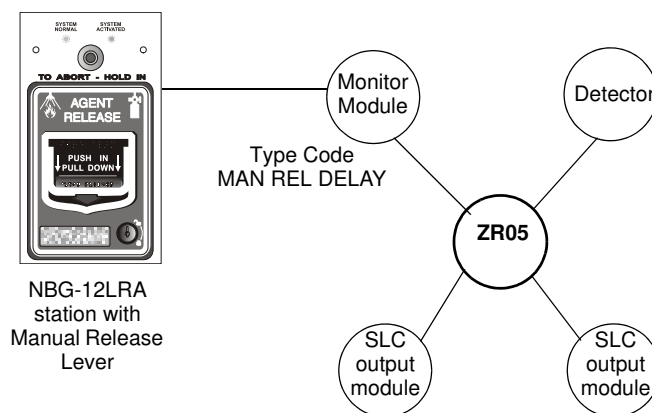 SYSTEM NORMAL
SYSTEM ACTIVATED
TO ABORT - HOLD IN
AGENT
RELEASE
PUSH IN
PULL DOWN
NBG-12LRA
station with
Manual Release
Lever
Monitor
Module
Type Code
MAN REL DELAY
Detector
ZR05
SLC
output
module
SLC
output
module